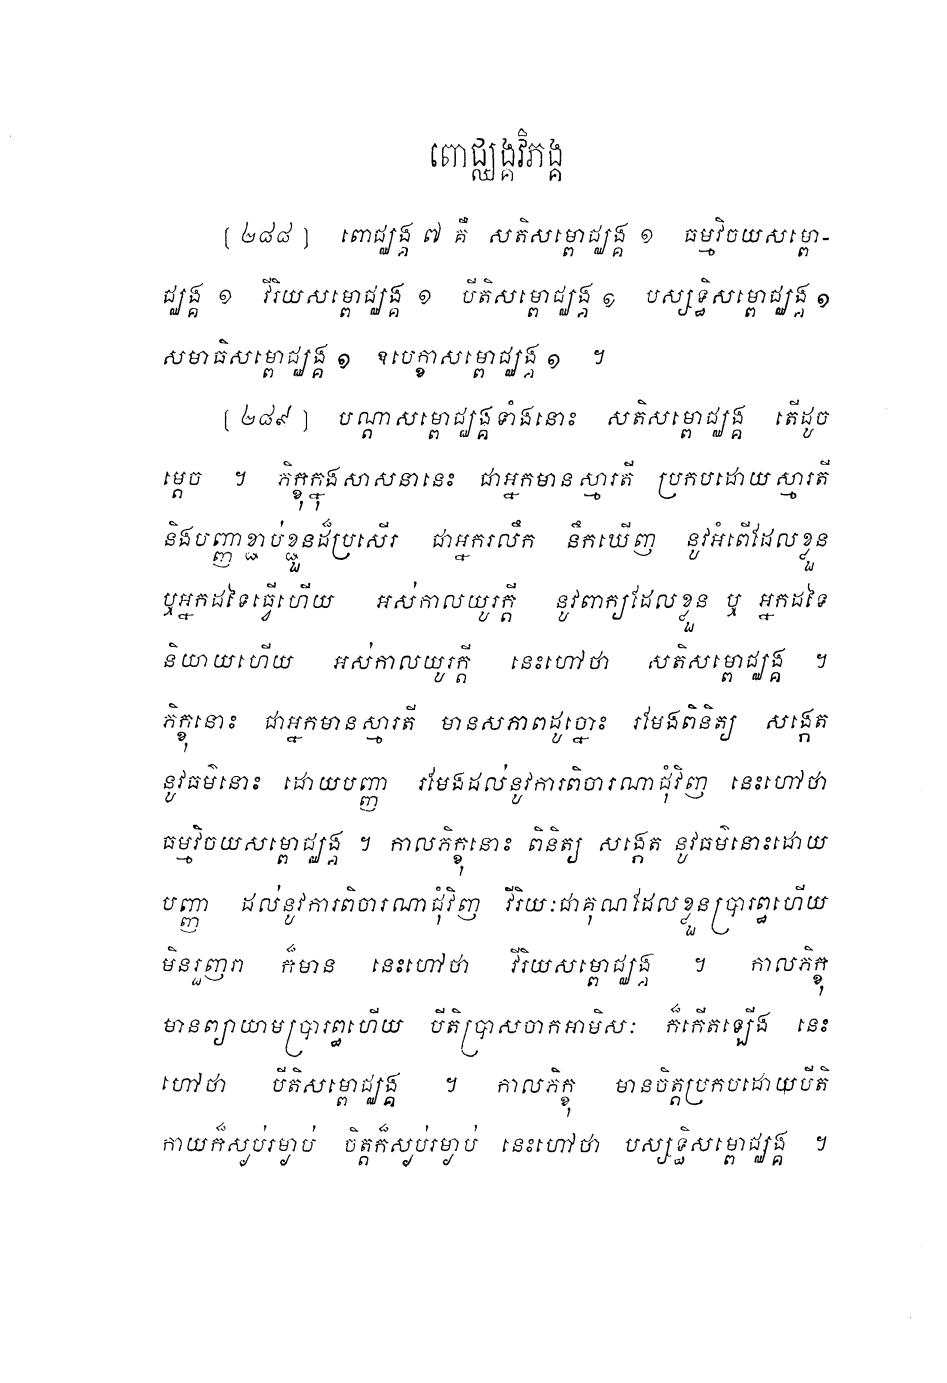 ពោជ្ឈង្គវិភង្គ
[ ២៨៨ ] ពោជ្ឈង្គ ៧ គឺ សតិសម្ពោជ្ឈង្គ ១ ធម្មវិចយសម្ពោ-
ជ្ឈង្គ ១ វីរិយសម្ពោជ្ឈង្គ ១ បីតិសម្ពោជ្ឈង្គ ១ បស្សទ្ធិសម្ពោជ្ឈង្គ ១
សមាធិសម្ពោជ្ឈង្គ ១ ឧបេក្ខាសម្ពោជ្ឈង្គ ១ ។
[ ២៨៩ ] បណ្តាសម្ពោជ្ឈង្គទាំងនោះ សតិសម្ពោជ្ឈង្គ តើដូច
ម្តេច ។ ភិក្ខុក្នុងសាសនានេះ ជាអ្នកមានស្មារតី ប្រកបដោយស្មារតី
និងបញ្ញាខ្ជាប់ខ្ជួនដ៏ប្រសើរ ជាអ្នករលឹក នឹកឃើញ នូវអំពើដែលខ្លួន
ឬអ្នកដទៃធ្វើហើយ អស់កាលយូរក្តី នូវពាក្យដែលខ្លួន ឬ អ្នកដទៃ
និយាយហើយ អស់កាលយូរក្តី នេះហៅថា សតិសម្ពោជ្ឈង្គ ។
ភិក្ខុនោះ ជាអ្នកមានស្មារតី មានសភាពដូច្នោះ រមែងពិនិត្យ សង្កេត
នូវធម៌នោះ ដោយបញ្ញា រមែងដល់នូវការពិចារណាជុំវិញ នេះហៅថា
ធម្មវិចយសម្ពោជ្ឈង្គ ។ កាលភិក្ខុនោះ ពិនិត្យ សង្កេត នូវធម៌នោះដោយ
បញ្ញា ដល់នូវការពិចារណាជុំវិញ វីរិយៈជាគុណដែលខ្លួនប្រារព្ធហើយ
មិនរួញរា ក៏មាន នេះហៅថា វីរិយសម្ពោជ្ឈង្គ ។ កាលភិក្ខុ
មានព្យាយាមប្រារព្ធហើយ បីតិប្រាសចាកអាមិសៈ ក៏កើតឡើង នេះ
ហៅថា បីតិសម្ពោជ្ឈង្គ ។ កាលភិក្ខុ មានចិត្តប្រកបដោយបីតិ
កាយក៏ស្ងប់រម្ងាប់ ចិត្តក៏ស្ងប់រម្ងាប់ នេះហៅថា បស្សទ្ធិសម្ពោជ្ឈង្គ ។